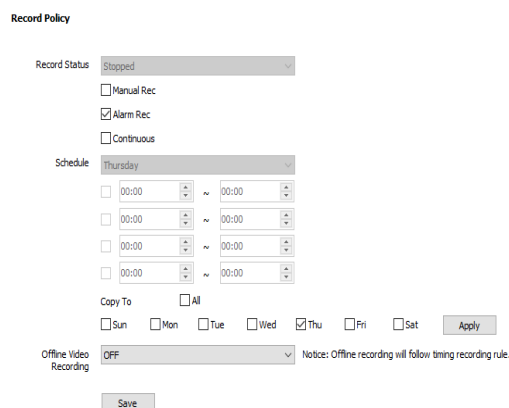 Record Policy
Record Status Stopped
Manual Rec
Alarm Rec
Continuous
Schedule Thursday
00:00 ~ 00:00
00:00 ~ 00:00
00:00 ~ 00:00
00:00 ~ 00:00
Copy To All
Sun Mon Tue Wed Thu Fri Sat Apply
Offline Video Recording OFF Notice: Offline recording will follow timing recording rule.
Save